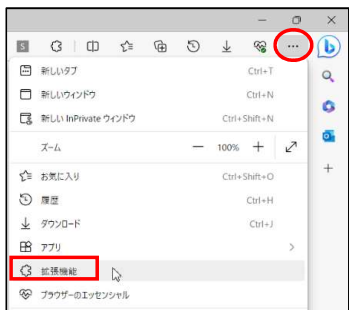 S
新しいタブ Ctrl+T
新しいウィンドウ Ctrl+N
新しい InPrivate ウィンドウ Ctrl+Shift+N
ズーム 100%
お気に入り Ctrl+Shift+O
履歴 Ctrl+H
ダウンロード Ctrl+J
アプリ
拡張機能
ブラウザーのエッセンシャル